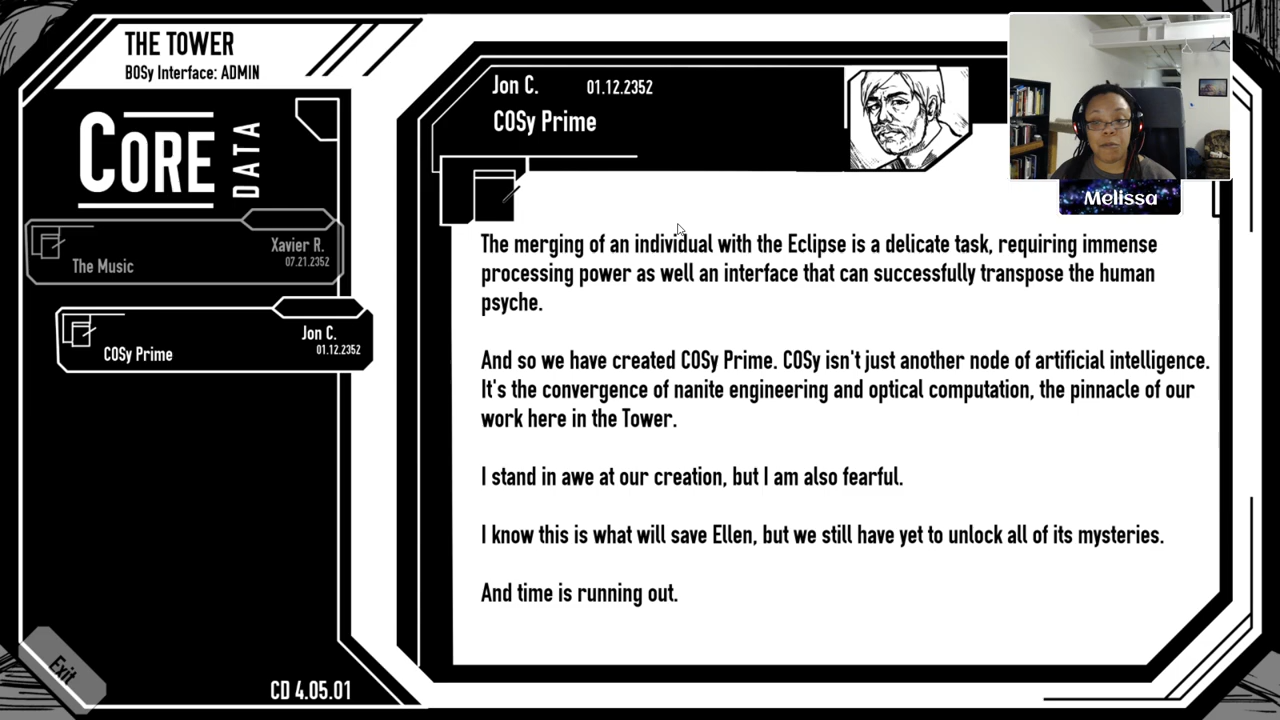 THE TOWER
BOSy Interface: ADMIN
CORE
DATA
Xavier R.
The Music
07.21.2352
Jon C.
COSy Prime
01.12.2352
Exit
CD 4.05.01
Jon C. 01.12.2352
COSy Prime
Melissa
The merging of an individual with the Eclipse is a delicate task, requiring immense
processing power as well an interface that can successfully transpose the human
psyche.
And so we have created COSy Prime. COSy isn't just another node of artificial intelligence.
It's the convergence of nanite engineering and optical computation, the pinnacle of our
work here in the Tower.
I stand in awe at our creation, but I am also fearful.
I know this is what will save Ellen, but we still have yet to unlock all of its mysteries.
And time is running out.